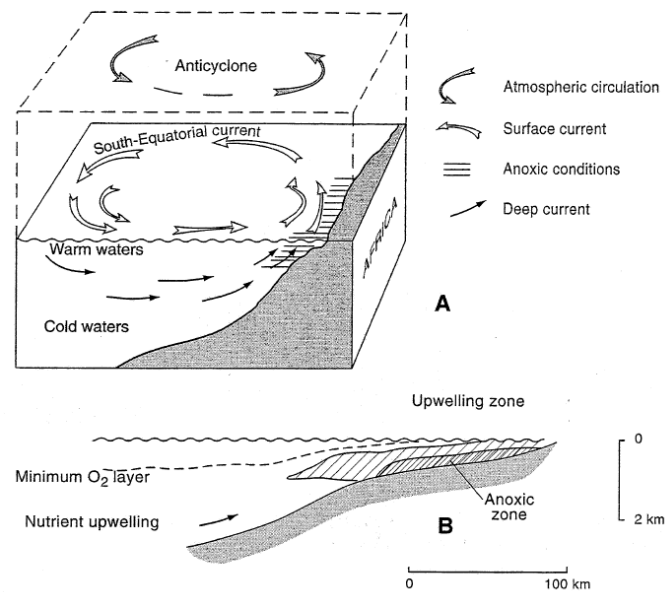 Anticyclone
South-Equatorial current
Warm waters
Cold waters
AFRICA
Atmospheric circulation
Surface current
Anoxic conditions
Deep current
A
Upwelling zone
Minimum O₂ layer
Nutrient upwelling
Anoxic
zone
B
0
2 km
0
100 km